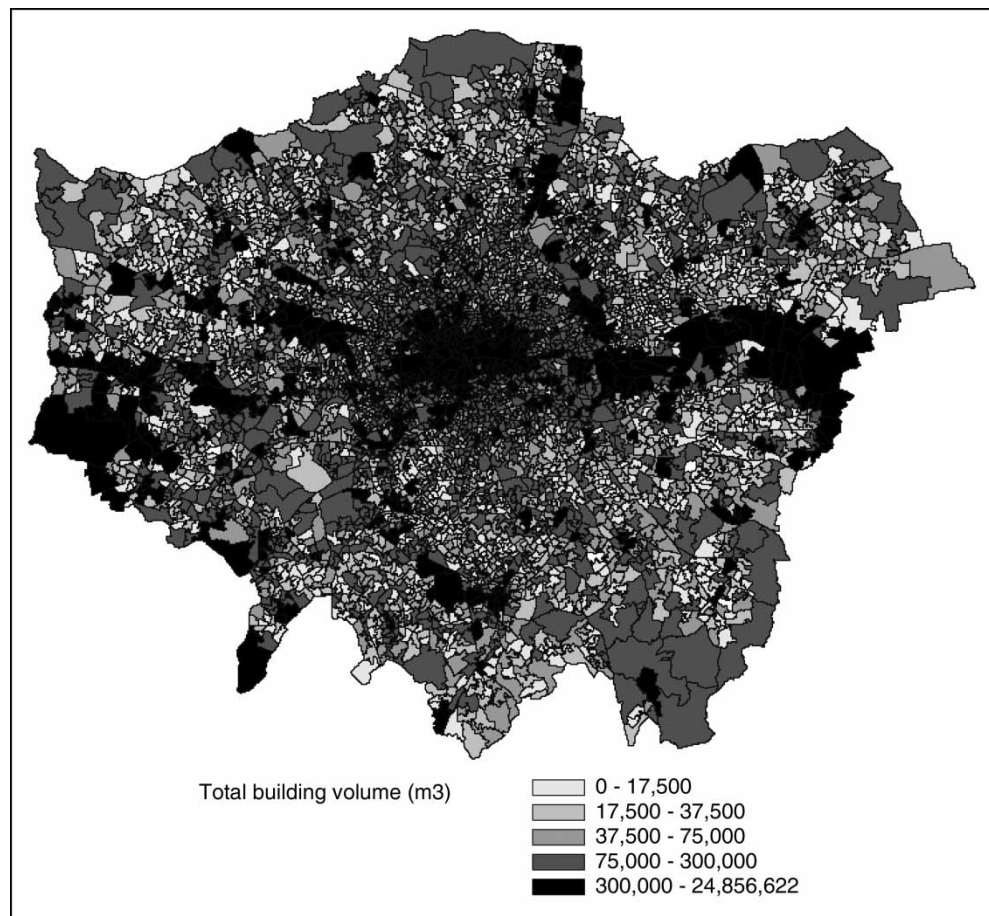 Total building volume (m3)
0 - 17,500
17,500 - 37,500
37,500 - 75,000
75,000 - 300,000
300,000 - 24,856,622